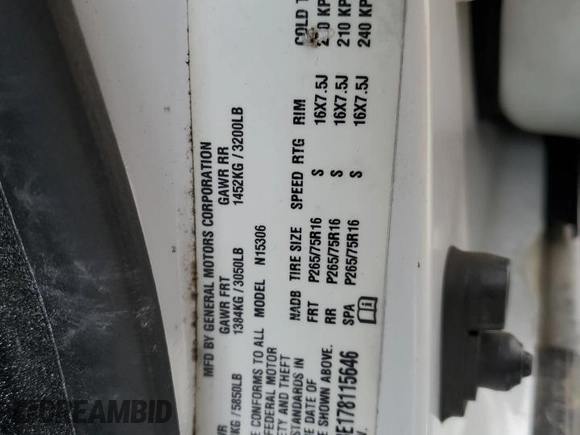 MFD BY GENERAL MOTORS CORPORATION
GAWR FRT GAWR RR
KG/5850LB 1384KG/3050LB 1452KG/3200LB
E CONFORMS TO ALL MODEL N15306
FEDERAL MOTOR
ETY AND THEFT
STANDARDS IN
DATE OF
SHOWN ABOVE.
E178115646
V.
NADB TIRE SIZE SPEED RTG RIM COLD T
FRT P265/75R16 S 16X7.5J KP
RR P265/75R16 S 16X7.5J 210 KP
SPA P265/75R16 S 16X7.5J 240 KP